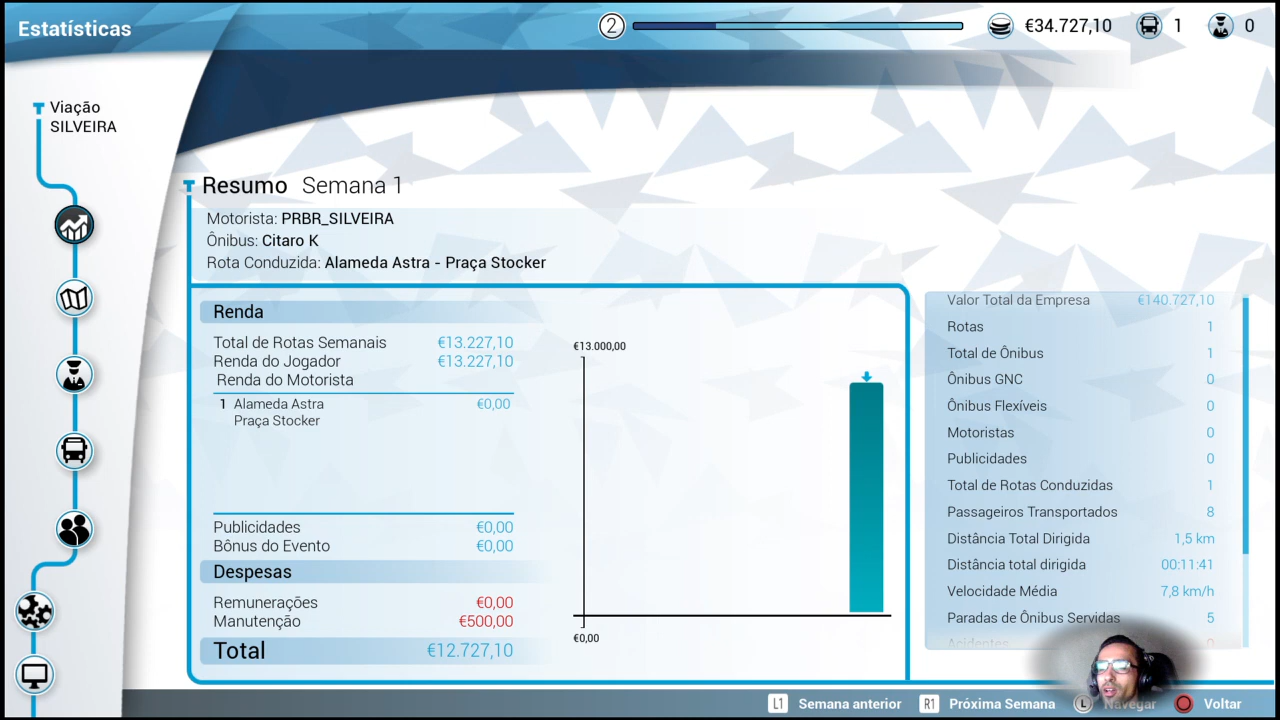 Estatísticas
2
€34.727,10
1
0
Viação
SILVEIRA
Resumo Semana 1
Motorista: PRBR_SILVEIRA
Ônibus: Citaro K
Rota Conduzida: Alameda Astra - Praça Stocker
Renda
Total de Rotas Semanais €13.227,10
Renda do Jogador €13.227,10
Renda do Motorista
1 Alameda Astra €0,00
Praça Stocker
Publicidades €0,00
Bônus do Evento €0,00
Despesas
Remunerações €0,00
Manutenção €500,00
Total €12.727,10
€13.000,00
€0,00
Valor Total da Empresa €140.727,10
Rotas 1
Total de Ônibus 1
Ônibus GNC 0
Ônibus Flexíveis 0
Motoristas 0
Publicidades 0
Total de Rotas Conduzidas 1
Passageiros Transportados 8
Distância Total Dirigida 1,5 km
Distância total dirigida 00:11:41
Velocidade Média 7,8 km/h
Paradas de Ônibus Servidas 5
Acidentes 0
L1 Semana anterior R1 Próxima Semana L Navegar Voltar